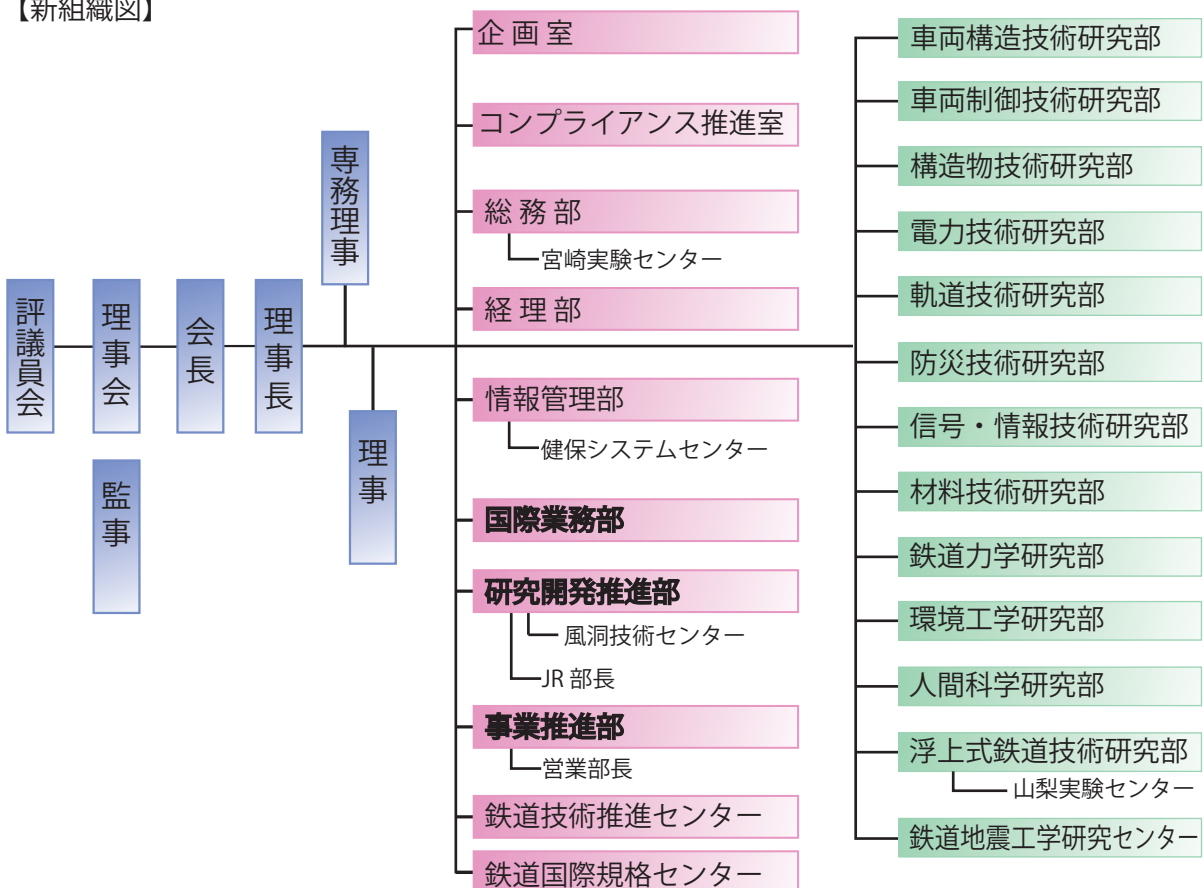 【新組織図】
評議員会
理事会
監事
会長
理事長
専務理事
理事
企画室
コンプライアンス推進室
総務部
宮崎実験センター
経理部
情報管理部
健保システムセンター
国際業務部
研究開発推進部
風洞技術センター
JR 部長
事業推進部
営業部長
鉄道技術推進センター
鉄道国際規格センター
車両構造技術研究部
車両制御技術研究部
構造物技術研究部
電力技術研究部
軌道技術研究部
防災技術研究部
信号・情報技術研究部
材料技術研究部
鉄道力学研究部
環境工学研究部
人間科学研究部
浮上式鉄道技術研究部
山梨実験センター
鉄道地震工学研究センター